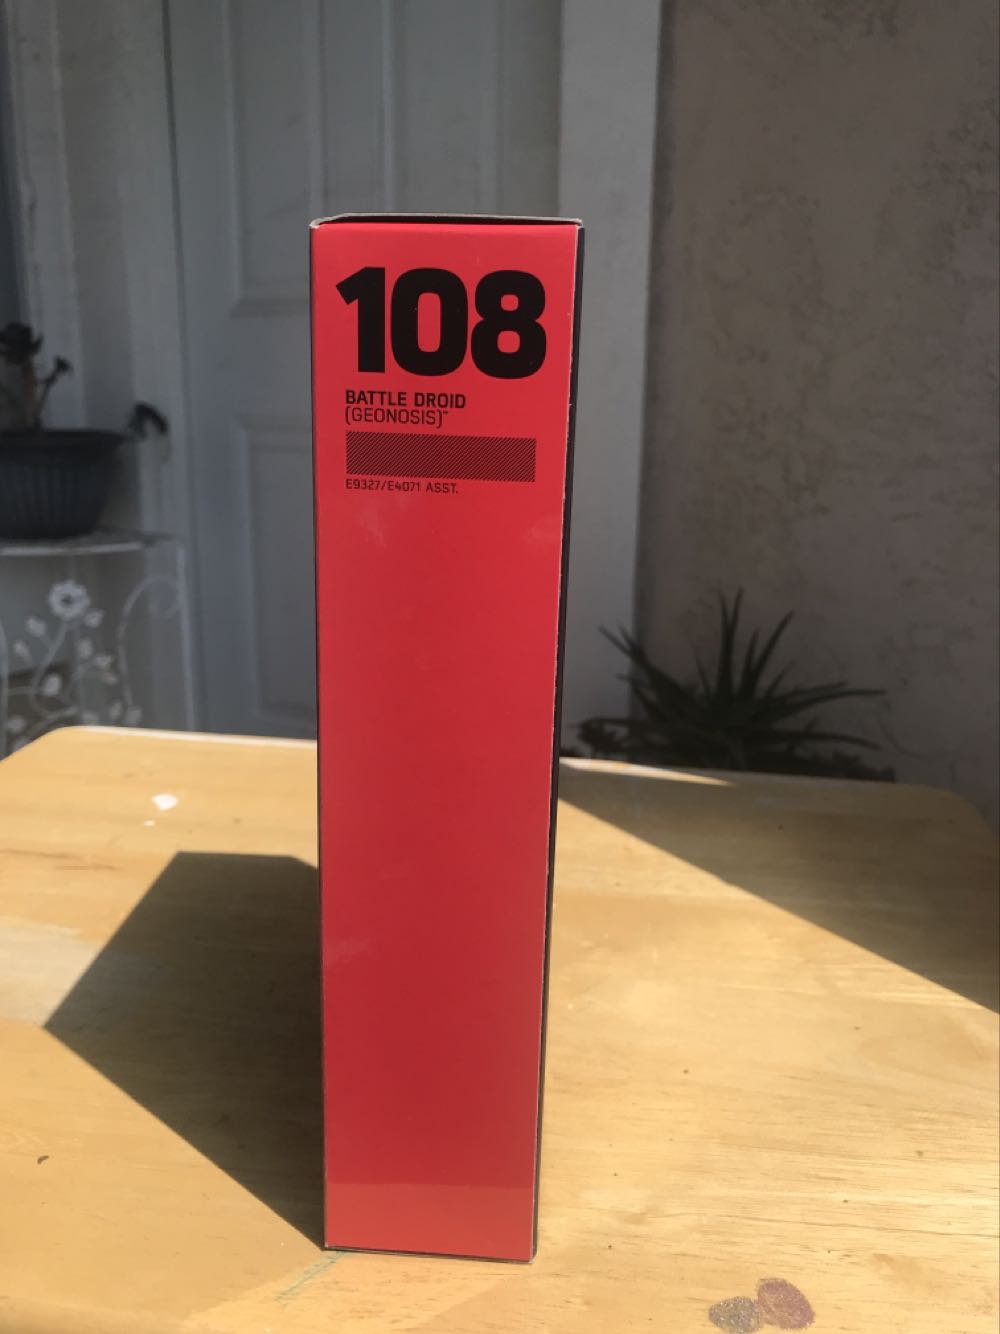 108
BATTLE DROID
(GEONOSIS)™
E9327/E4071 ASST.